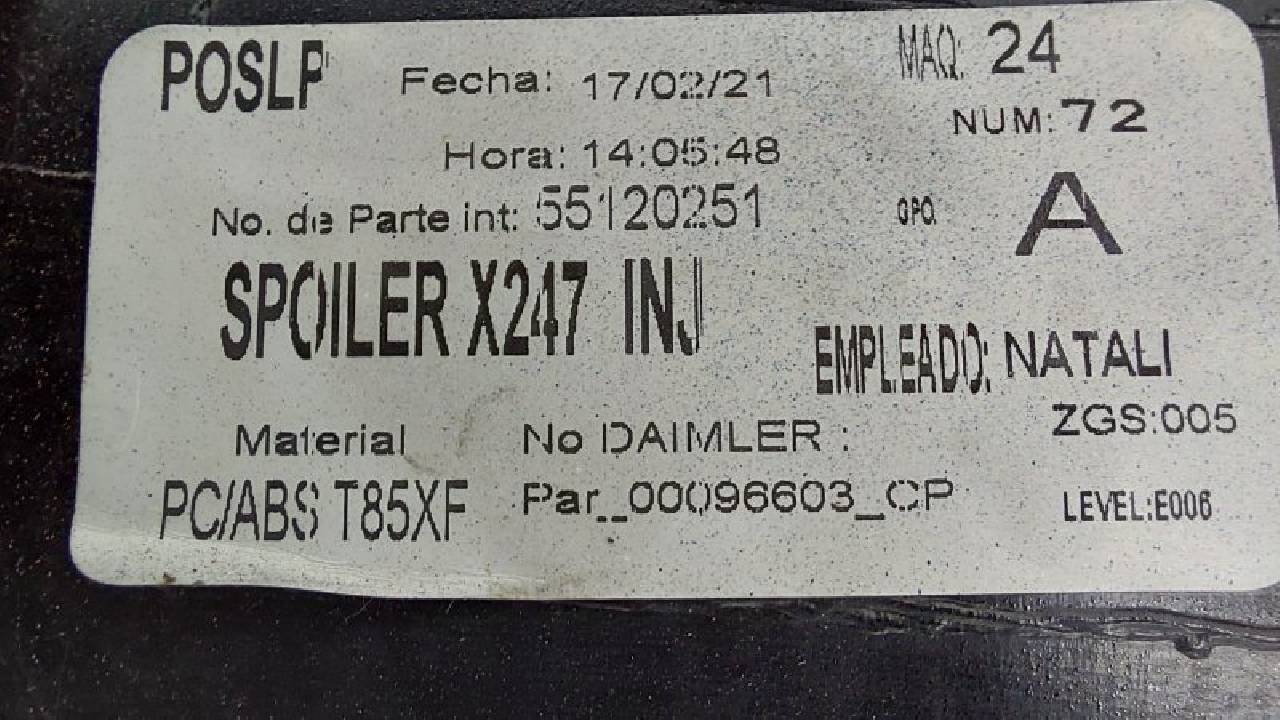 POSLP Fecha: 17/02/21 MAQ: 24
NUM: 72
Hora: 14:05:48
No. de Parte int: 55120251 GPO. A
SPOILER X247 INJ
EMPLEADO: NATALI
ZGS:005
Material No DAIMLER :
PC/ABS T85XF Par_00096603_CP LEVEL:E006